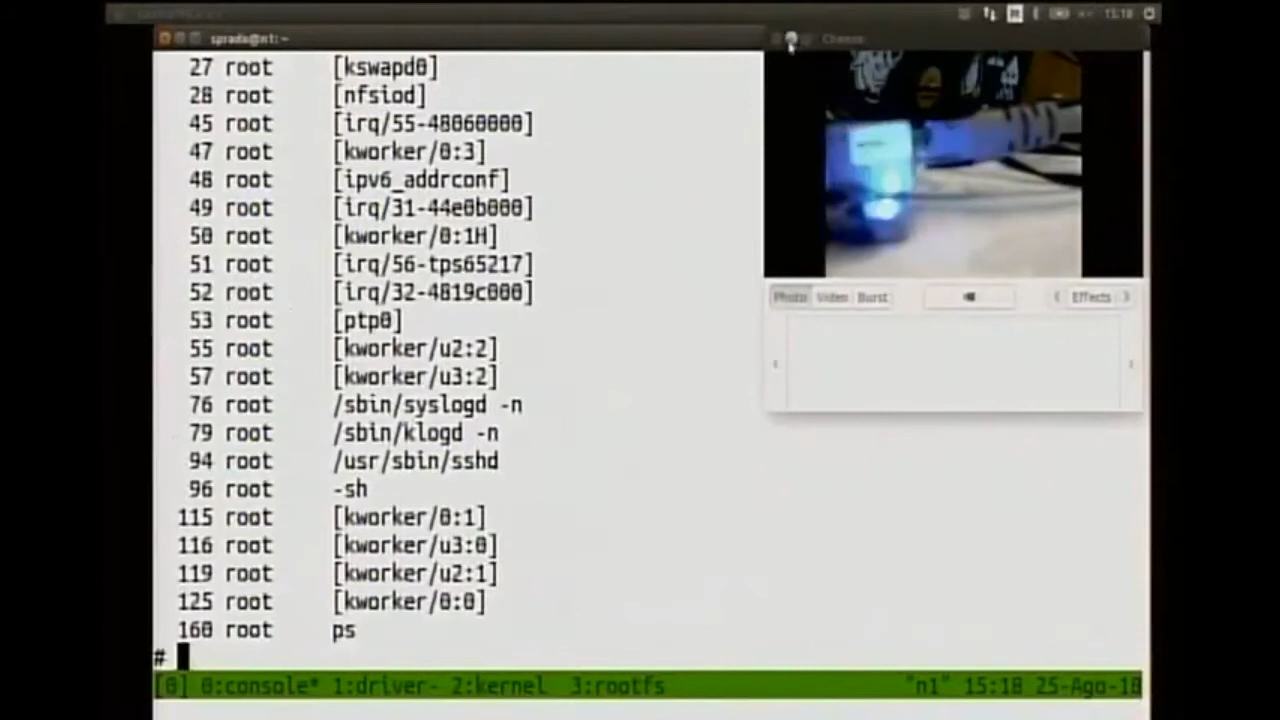 15:18
sprado@n1: ~
Cheese
27 root [kswapd0]
28 root [nfsiod]
45 root [irq/55-48060000]
47 root [kworker/0:3]
48 root [ipv6_addrconf]
49 root [irq/31-44e0b000]
50 root [kworker/0:1H]
51 root [irq/56-tps65217]
52 root [irq/32-4819c000]
53 root [ptp0]
55 root [kworker/u2:2]
57 root [kworker/u3:2]
76 root /sbin/syslogd -n
79 root /sbin/klogd -n
94 root /usr/sbin/sshd
96 root -sh
115 root [kworker/0:1]
116 root [kworker/u3:0]
119 root [kworker/u2:1]
125 root [kworker/0:0]
160 root ps
#
Photo Video Burst Effects
[0] 0:console* 1:driver- 2:kernel 3:rootfs "n1" 15:18 25-Ago-18